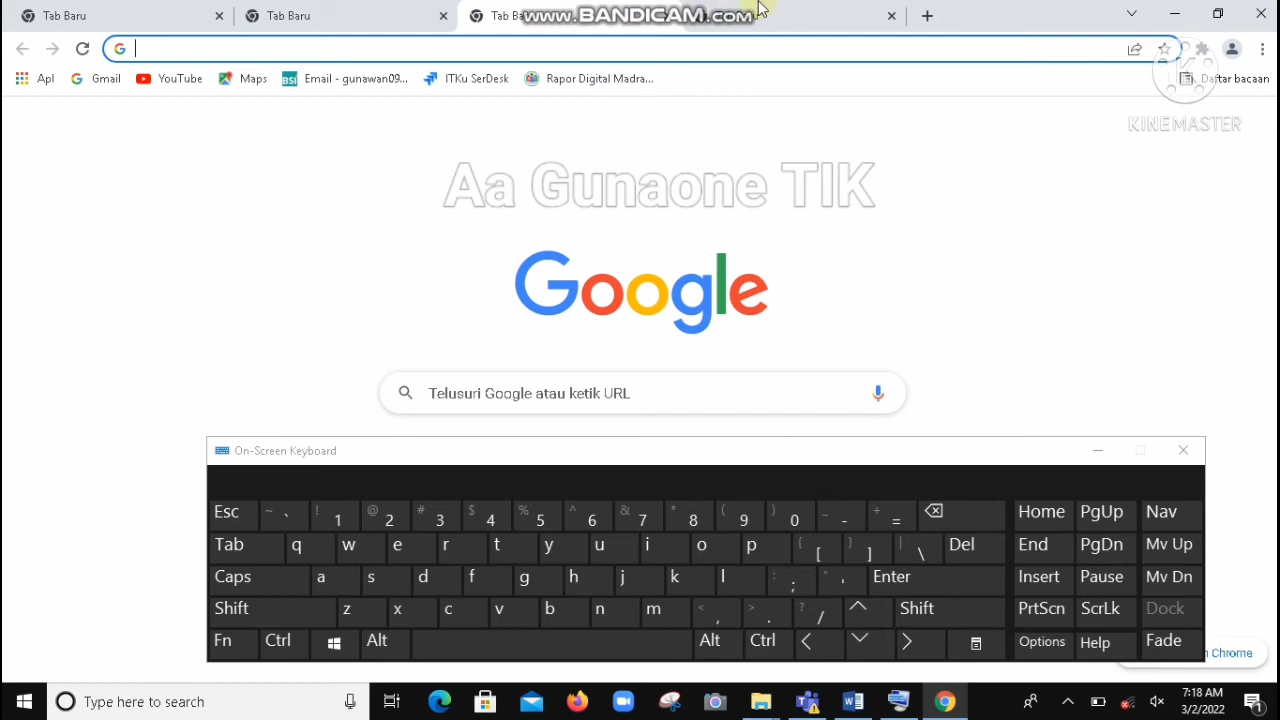 Tab Baru
Tab Baru
Tab Ba
WWW.BANDICAM.COM
Apl
Gmail
YouTube
Maps
BSI
Email - gunawan09...
ITKu SerDesk
Rapor Digital Madra...
Daftar bacaan
KINEMASTER
Aa Gunaone TIK
Google
Telusuri Google atau ketik URL
On-Screen Keyboard
Esc ~ ` ! 1 @ 2 # 3 $ 4 % 5 ^ 6 & 7 * 8 ( 9 ) 0 _ - + = Home PgUp Nav
Tab q w e r t y u i o p { [ } ] | \ Del End PgDn Mv Up
Caps a s d f g h j k l : ; " ' Enter Insert Pause Mv Dn
Shift z x c v b n m < , > . ? / Shift PrtScn ScrLk Dock
Fn Ctrl Alt Alt Ctrl Options Help Fade
Chrome
Type here to search
7:18 AM
3/2/2022
1